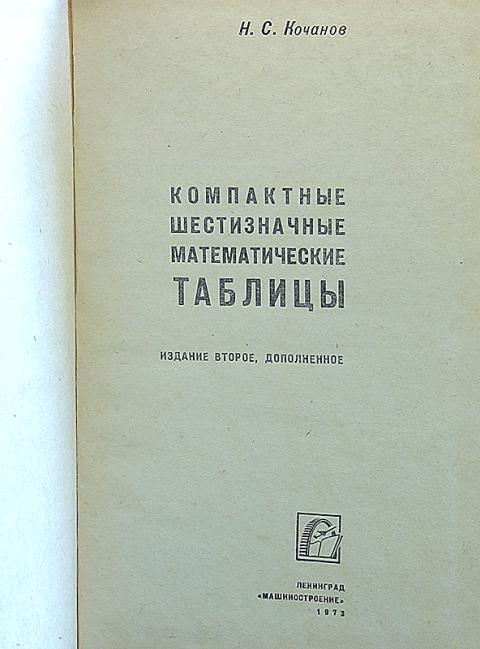 Н. С. Кочанов
КОМПАКТНЫЕ
ШЕСТИЗНАЧНЫЕ
МАТЕМАТИЧЕСКИЕ
ТАБЛИЦЫ
ИЗДАНИЕ ВТОРОЕ, ДОПОЛНЕННОЕ
ЛЕНИНГРАД
«МАШИНОСТРОЕНИЕ»
1973